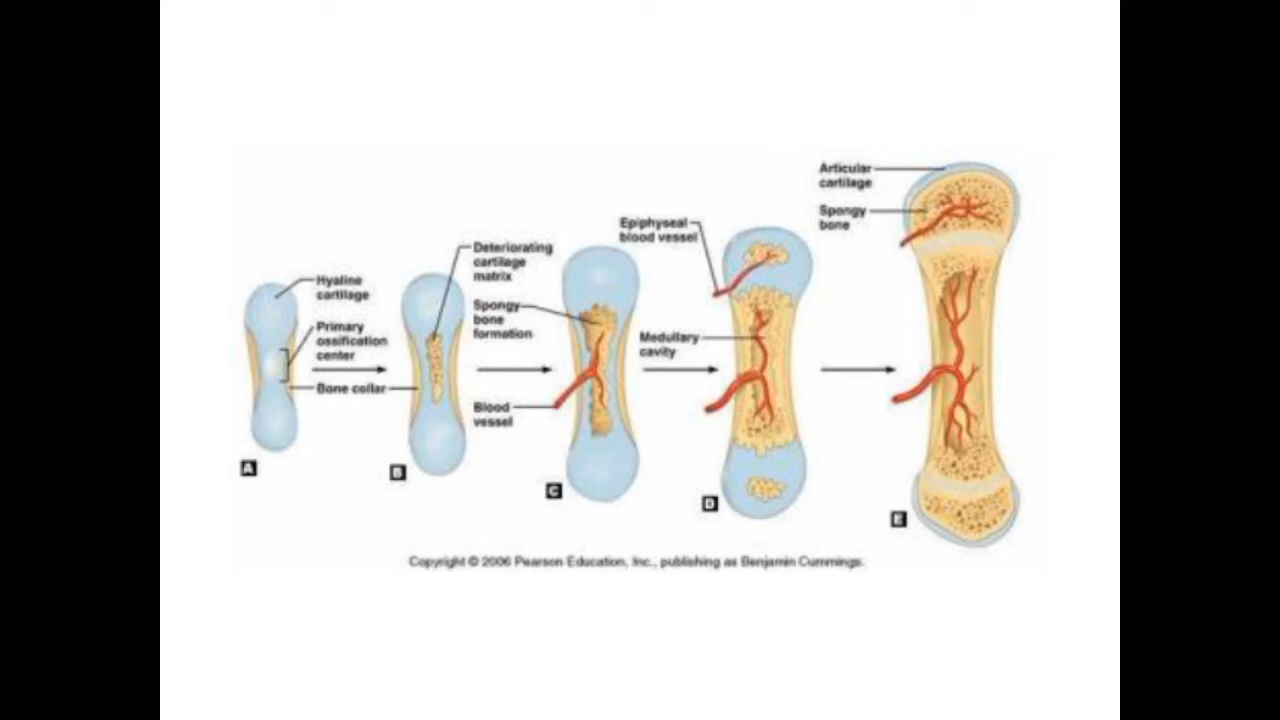 Hyaline
cartilage
Primary
ossification
center
Bone collar
A
Deteriorating
cartilage
matrix
B
Spongy
bone
formation
Blood
vessel
C
Epiphyseal
blood vessel
Medullary
cavity
D
Articular
cartilage
Spongy
bone
E
Copyright © 2006 Pearson Education, Inc., publishing as Benjamin Cummings.